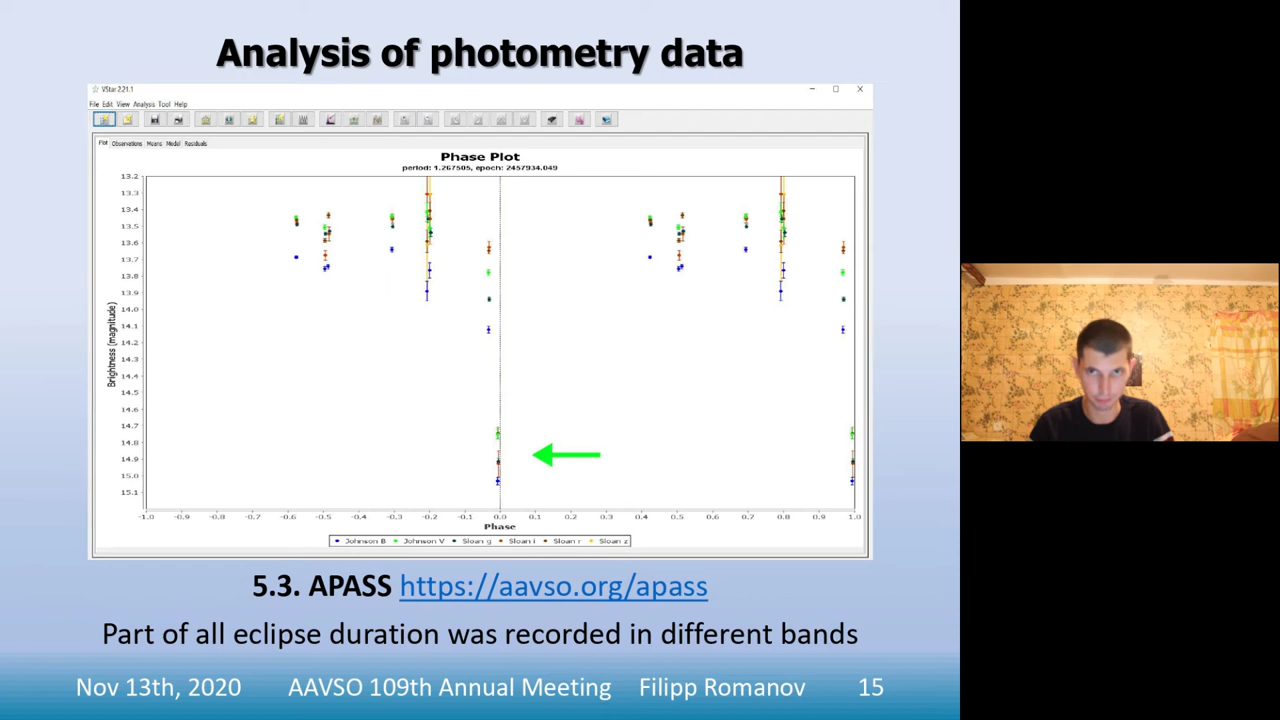 Analysis of photometry data
VStar 2.21.1
File Edit View Analysis Tool Help
Plot Observations Means Model Residuals
Phase Plot
period: 1.267505, epoch: 2457934.049
Brightness (magnitude)
13.2
13.3
13.4
13.5
13.6
13.7
13.8
13.9
14.0
14.1
14.2
14.3
14.4
14.5
14.6
14.7
14.8
14.9
15.0
15.1
-1.0 -0.9 -0.8 -0.7 -0.6 -0.5 -0.4 -0.3 -0.2 -0.1 0.0 0.1 0.2 0.3 0.4 0.5 0.6 0.7 0.8 0.9 1.0
Phase
Johnson B Johnson V Sloan g Sloan i Sloan r Sloan z
5.3. APASS https://aavso.org/apass
Part of all eclipse duration was recorded in different bands
Nov 13th, 2020 AAVSO 109th Annual Meeting Filipp Romanov 15